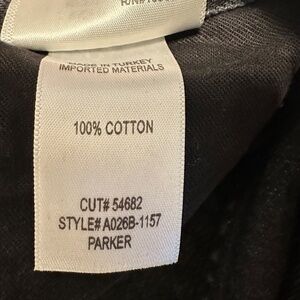 MADE IN TURKEY
IMPORTED MATERIALS
100% COTTON
CUT# 54682
STYLE# A026B-1157
PARKER